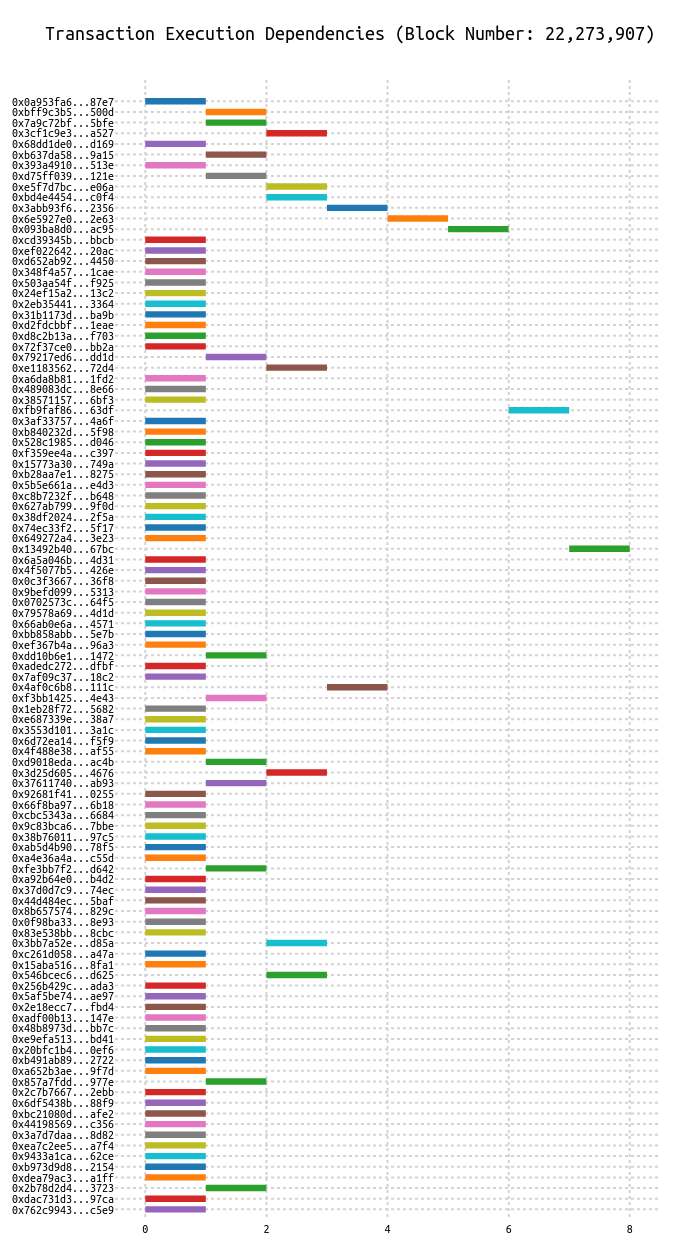 Transaction Execution Dependencies (Block Number: 22,273,907)
0x0a953fa6...87e7
0xbff9c3b5...500d
0x7a9c72bf...5bfe
0x3cf1c9e3...a527
0x68dd1de0...d169
0xb637da58...9a15
0x393a4910...513e
0xd75ff039...121e
0xe5f7d7bc...e06a
0xbd4e4454...c0f4
0x3abb93f6...2356
0x6e5927e0...2e63
0x093ba8d0...ac95
0xcd39345b...bbcb
0xef022642...20ac
0xd652ab92...4450
0x348f4a57...1cae
0x503aa54f...f925
0x24ef15a2...13c2
0x2eb35441...3364
0x31b1173d...ba9b
0xd2fdcbbf...1eae
0xd8c2b13a...f703
0x72f37ce0...bb2a
0x79217ed6...dd1d
0xe1183562...72d4
0xa6da8b81...1fd2
0x489083dc...8e66
0x38571157...6bf3
0xfb9faf86...63df
0x3af33757...4a6f
0xb840232d...5f98
0x528c1985...d046
0xf359ee4a...c397
0x15773a30...749a
0xb28aa7e1...8275
0x5b5e661a...e4d3
0xc8b7232f...b648
0x627ab799...9f0d
0x38df2024...2f5a
0x74ec33f2...5f17
0x649272a4...3e23
0x13492b40...67bc
0x6a5a046b...4d31
0x4f5077b5...426e
0x0c3f3667...36f8
0x9befd099...5313
0x0702573c...64f5
0x79578a69...4d1d
0x66ab0e6a...4571
0xbb858abb...5e7b
0xef367b4a...96a3
0xdd10b6e1...1472
0xadedc272...dfbf
0x7af09c37...18c2
0x4af0c6b8...111c
0xf3bb1425...4e43
0x1eb28f72...5682
0xe687339e...38a7
0x3553d101...3a1c
0x6d72ea14...f5f9
0x4f488e38...af55
0xd9018eda...ac4b
0x3d25d605...4676
0x37611740...ab93
0x92681f41...0255
0x66f8ba97...6b18
0xcbc5343a...6684
0x9c83bca6...7bbe
0x38b76011...97c5
0xab5d4b90...78f5
0xa4e36a4a...c55d
0xfe3bb7f2...d642
0xa92b64e0...b4d2
0x37d0d7c9...74ec
0x44d484ec...5baf
0x8b657574...829c
0x0f98ba33...8e93
0x83e538bb...8cbc
0x3bb7a52e...d85a
0xc261d058...a47a
0x15aba516...8fa1
0x546bcec6...d625
0x256b429c...ada3
0x5af5be74...ae97
0x2e18ecc7...fbd4
0xadf00b13...147e
0x48b8973d...bb7c
0xe9efa513...bd41
0x20bfc1b4...0ef6
0xb491ab89...2722
0xa652b3ae...9f7d
0x857a7fdd...977e
0x2c7b7667...2ebb
0x6df5438b...88f9
0xbc21080d...afe2
0x44198569...c356
0x3a7d7daa...8d82
0xea7c2ee5...a7f4
0x9433a1ca...62ce
0xb973d9d8...2154
0xdea79ac3...a1ff
0x2b78d2d4...3723
0xdac731d3...97ca
0x762c9943...c5e9
0 2 4 6 8